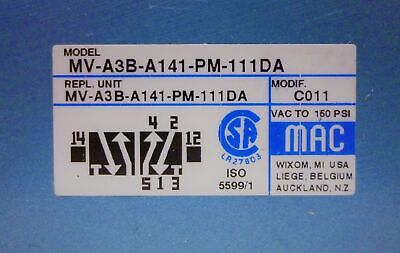 MODEL
MV-A3B-A141-PM-111DA
REPL. UNIT
MV-A3B-A141-PM-111DA
MODIF.
C011
VAC TO 150 PSI
4 2
14 12
5 1 3
SA
LR27803
ISO
5599/1
MAC
WIXOM, MI USA
LIEGE, BELGIUM
AUCKLAND, N.Z.